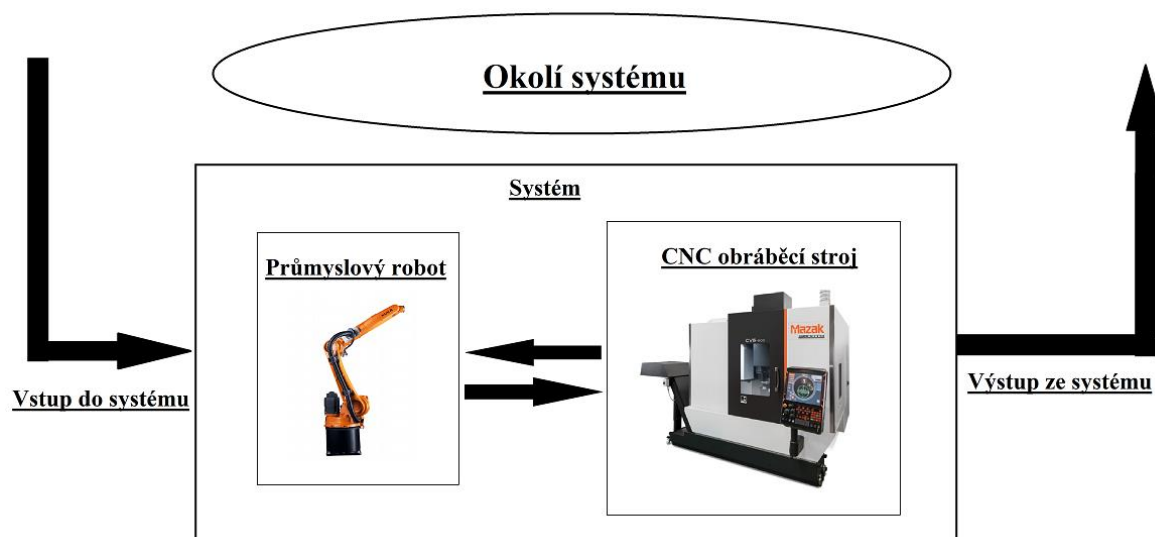 Okolí systému
Systém
Průmyslový robot
CNC obráběcí stroj
Mazak
Vstup do systému
Výstup ze systému